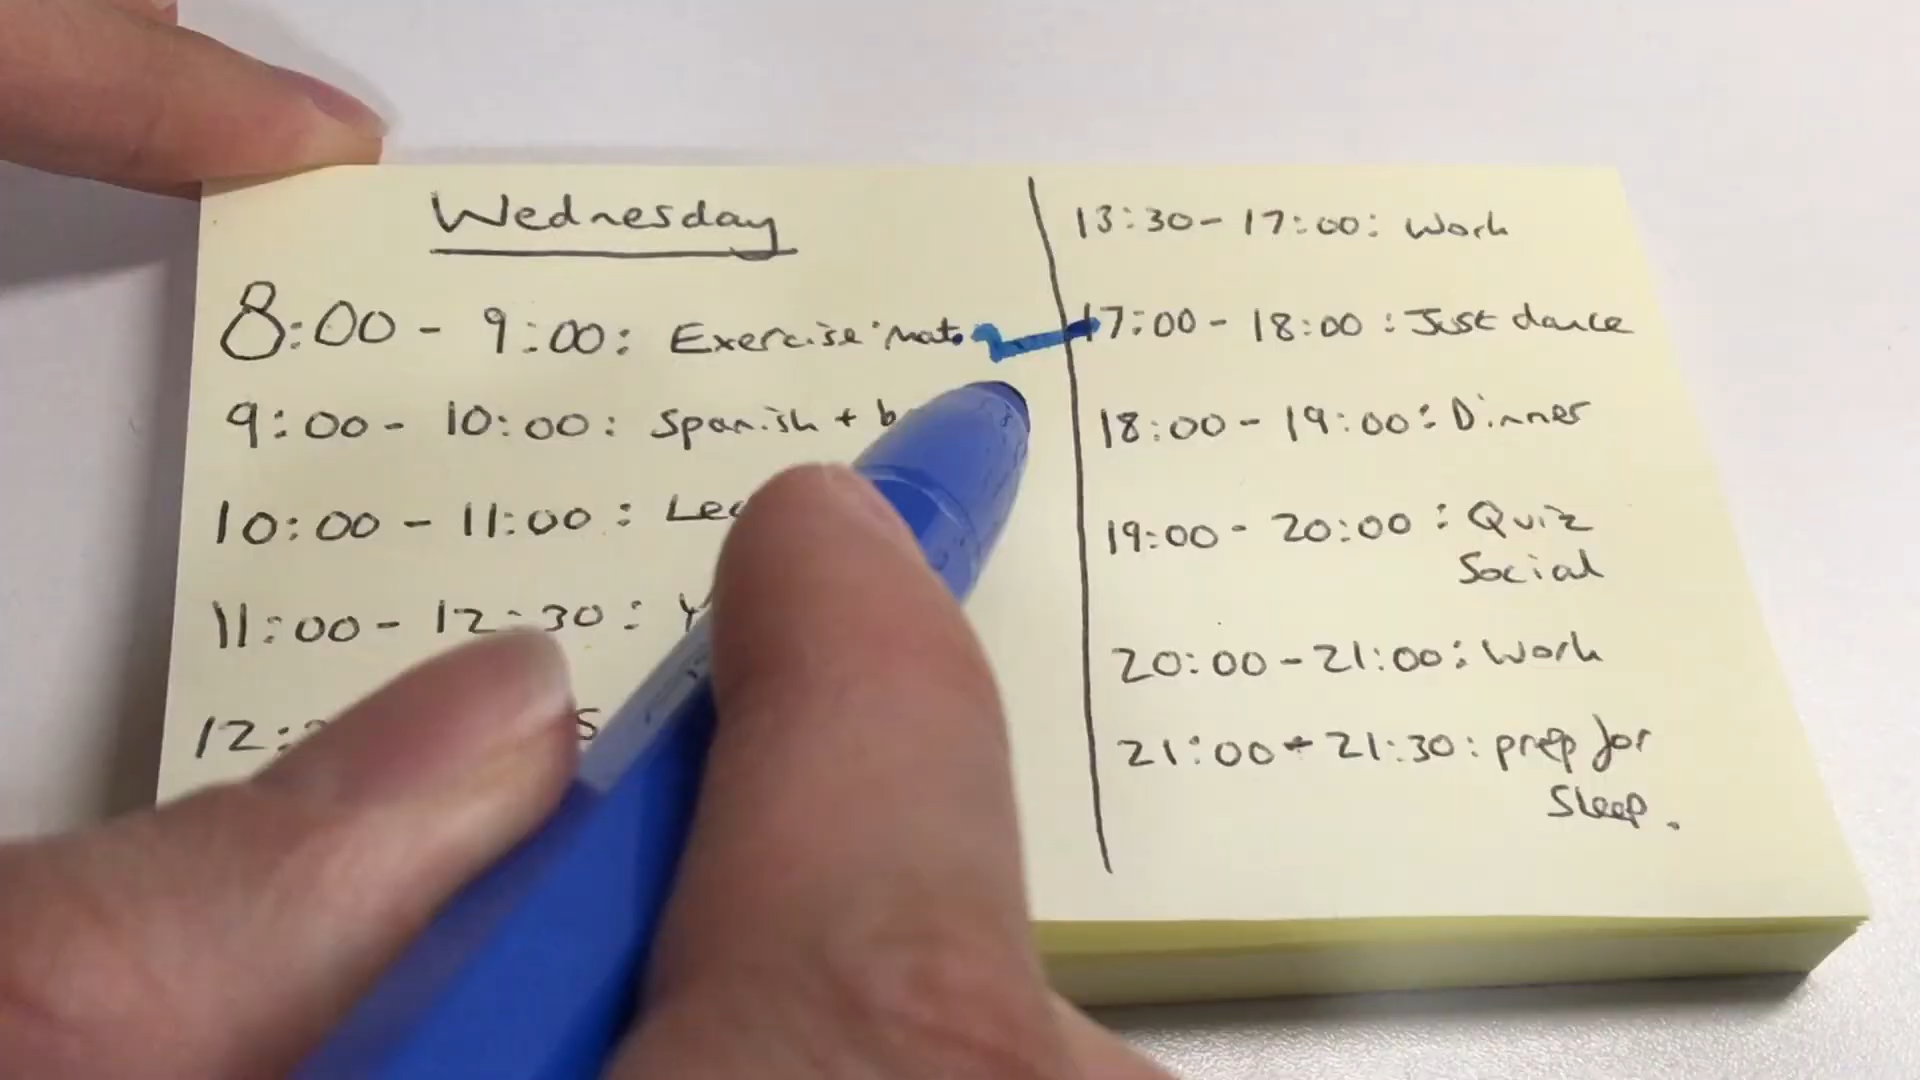 Wednesday
8:00 - 9:00: Exercise mat.
9:00 - 10:00: Spanish +
10:00 - 11:00:
11:00 - 12:30:
13:30 - 17:00: Work
17:00 - 18:00: Just dance
18:00 - 19:00: Dinner
19:00 - 20:00: Quiz
Social
20:00 - 21:00: Work
21:00 - 21:30: prep for
Sleep.